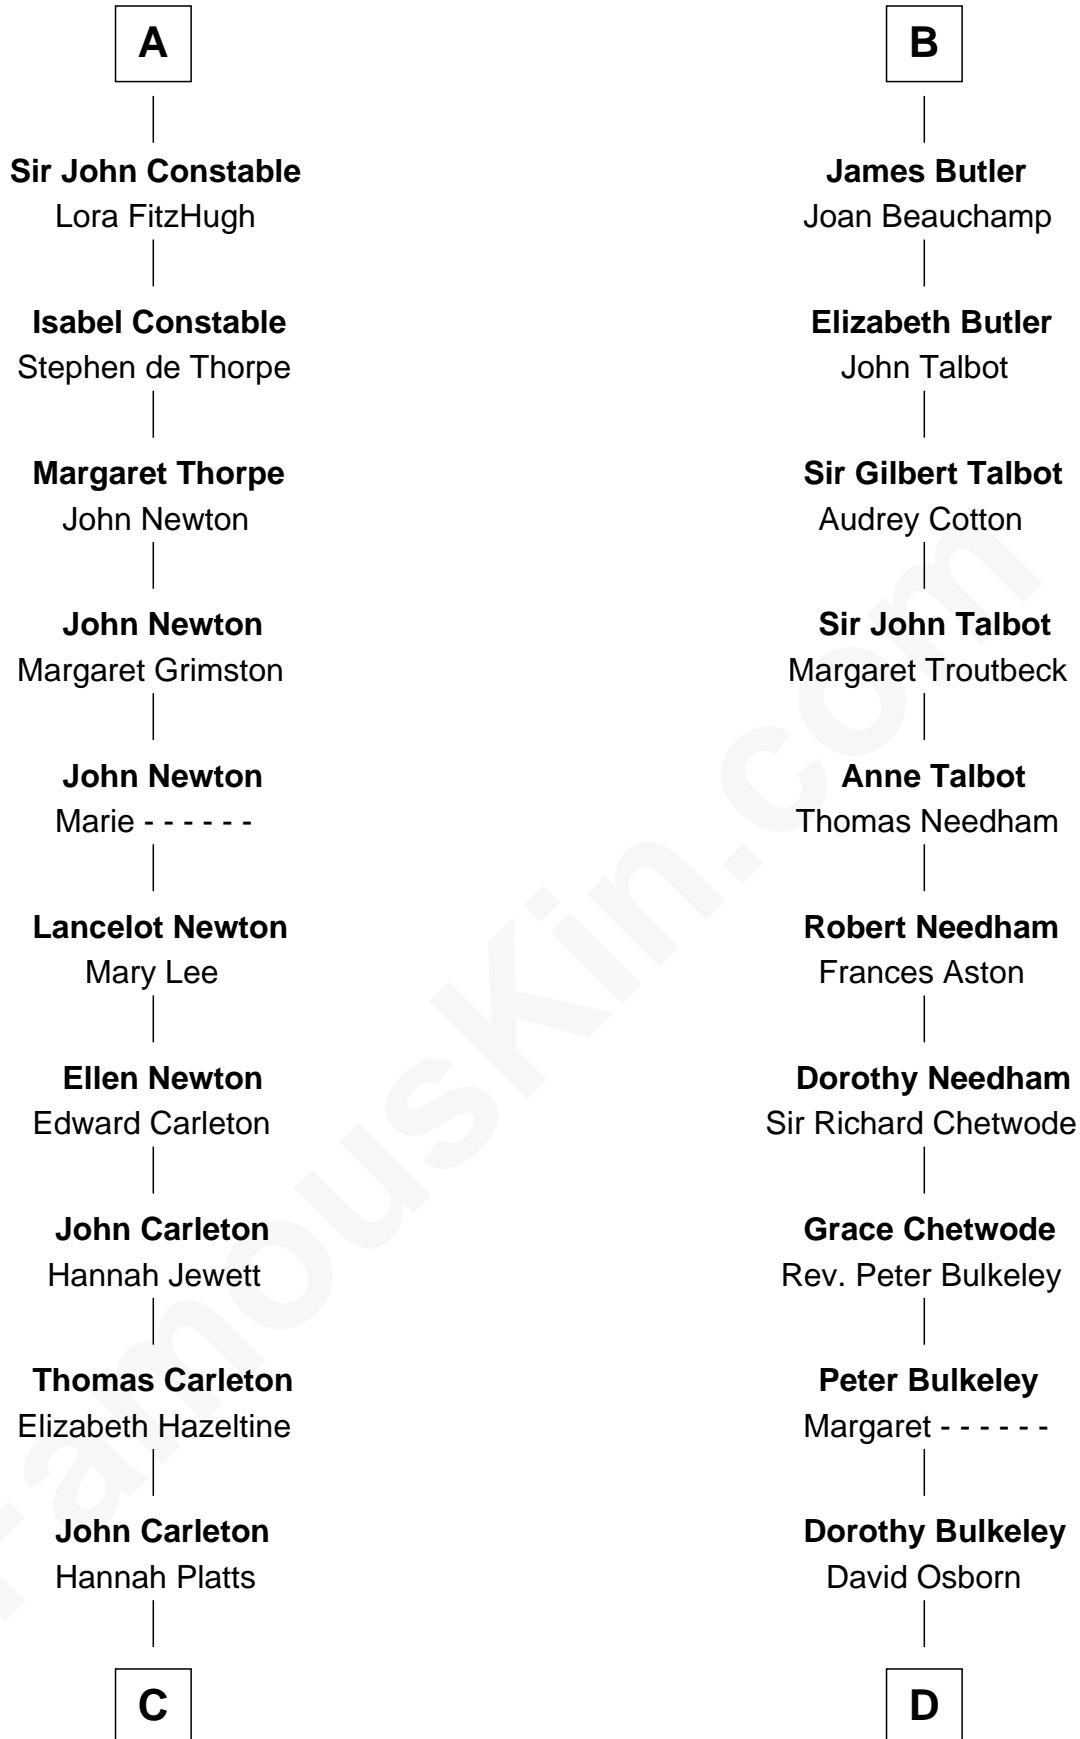 A
Sir John Constable
Lora FitzHugh
Isabel Constable
Stephen de Thorpe
Margaret Thorpe
John Newton
John Newton
Margaret Grimston
John Newton
Marie - - - - - -
Lancelot Newton
Mary Lee
Ellen Newton
Edward Carleton
John Carleton
Hannah Jewett
Thomas Carleton
Elizabeth Hazeltine
John Carleton
Hannah Platts
C
B
James Butler
Joan Beauchamp
Elizabeth Butler
John Talbot
Sir Gilbert Talbot
Audrey Cotton
Sir John Talbot
Margaret Troutbeck
Anne Talbot
Thomas Needham
Robert Needham
Frances Aston
Dorothy Needham
Sir Richard Chetwode
Grace Chetwode
Rev. Peter Bulkeley
Peter Bulkeley
Margaret - - - - - -
Dorothy Bulkeley
David Osborn
D
FamousKin.com